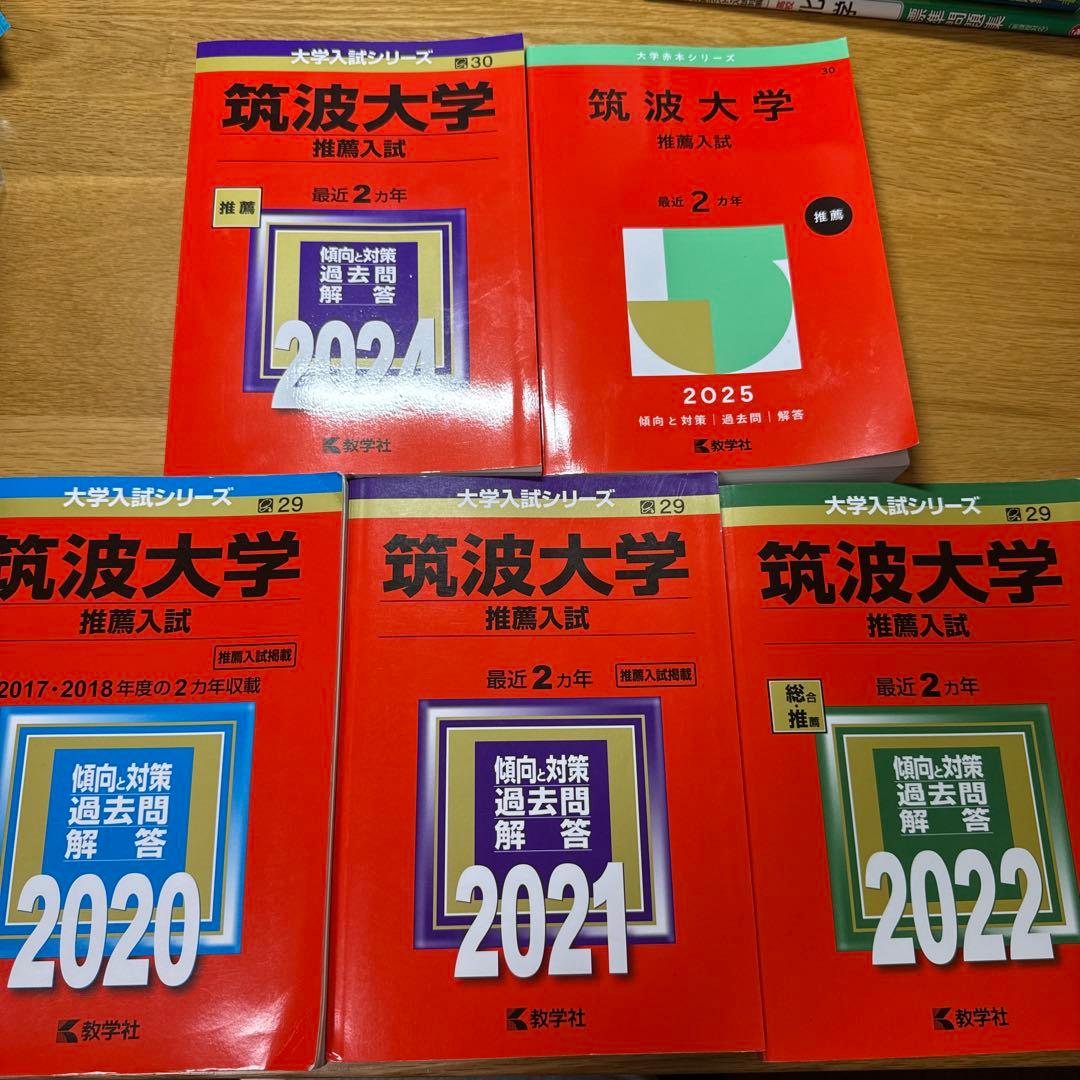 大学入試シリーズ
30
筑波大学
推薦入試
最近2カ年
推薦
傾向と対策
過去問
解答
2024
教学社
大学赤本シリーズ
30
筑波大学
推薦入試
最近2カ年
推薦
2025
傾向と対策|過去問|解答
教学社
標準問題集
学
大学入試シリーズ
29
筑波大学
推薦入試
推薦入試掲載
2017・2018年度の2カ年収載
傾向と対策
過去問
解答
2020
教学社
大学入試シリーズ
29
筑波大学
推薦入試
最近2カ年
推薦入試掲載
傾向と対策
過去問
解答
2021
教学社
大学入試シリーズ
29
筑波大学
推薦入試
総合・推薦
最近2カ年
傾向と対策
過去問
解答
2022
教学社